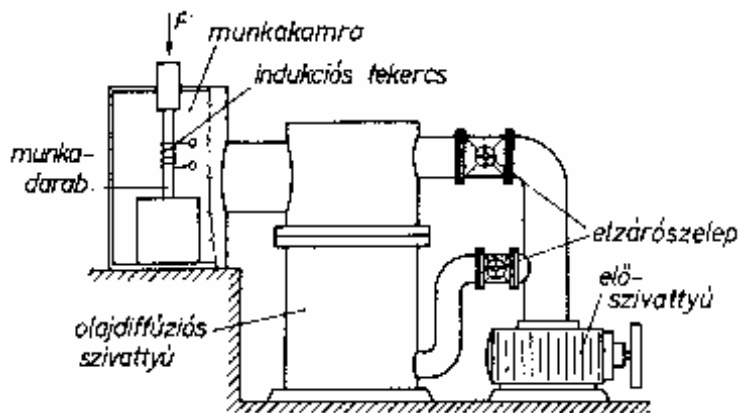 F
munkakamra
indukciós tekercs
munka-
darab
elzárószelep
elő-
szivattyú
olajdiffúziós
szivattyú